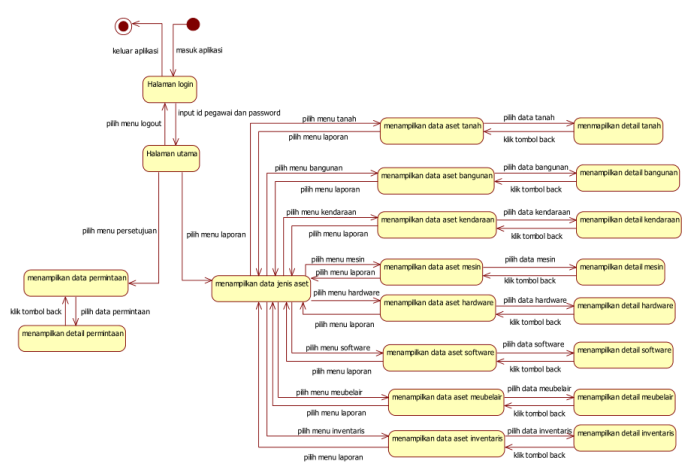 keluar aplikasi
masuk aplikasi
Halaman login
pilih menu logout
input id pegawai dan password
Halaman utama
pilih menu persetujuan
pilih menu laporan
menampilkan data permintaan
klik tombol back
pilih data permintaan
menampilkan detail permintaan
menampilkan data jenis aset
pilih menu tanah
pilih menu laporan
menampilkan data aset tanah
pilih data tanah
klik tombol back
menmapilkan detail tanah
pilih menu bangunan
pilih menu laporan
menampilkan data aset bangunan
pilih data bangunan
klik tombol back
menampilkan detail bangunan
pilih menu kendaraan
pilih menu laporan
menampilkan data aset kendaraan
pilih data kendaraan
klik tombol back
menampilkan detail kendaraan
pilih menu mesin
pilih menu laporan
menampilkan data aset mesin
pilih data mesin
klik tombol back
menampilkan detail mesin
pilih menu hardware
pilih menu laporan
menampilkan data aset hardware
pilih data hardware
klik tombol back
menampilkan detail hardware
pilih menu software
pilih menu laporan
menampilkan data aset software
pilih data software
klik tombol back
menampilkan detail software
pilih menu meubelair
pilih menu laporan
menampilkan data aset meubelair
pilih data meubelair
klik tombol back
menampilkan detail meubelair
pilih menu inventaris
pilih menu laporan
menampilkan data aset inventaris
pilih data inventaris
klik tombol back
menampilkan detail inventaris